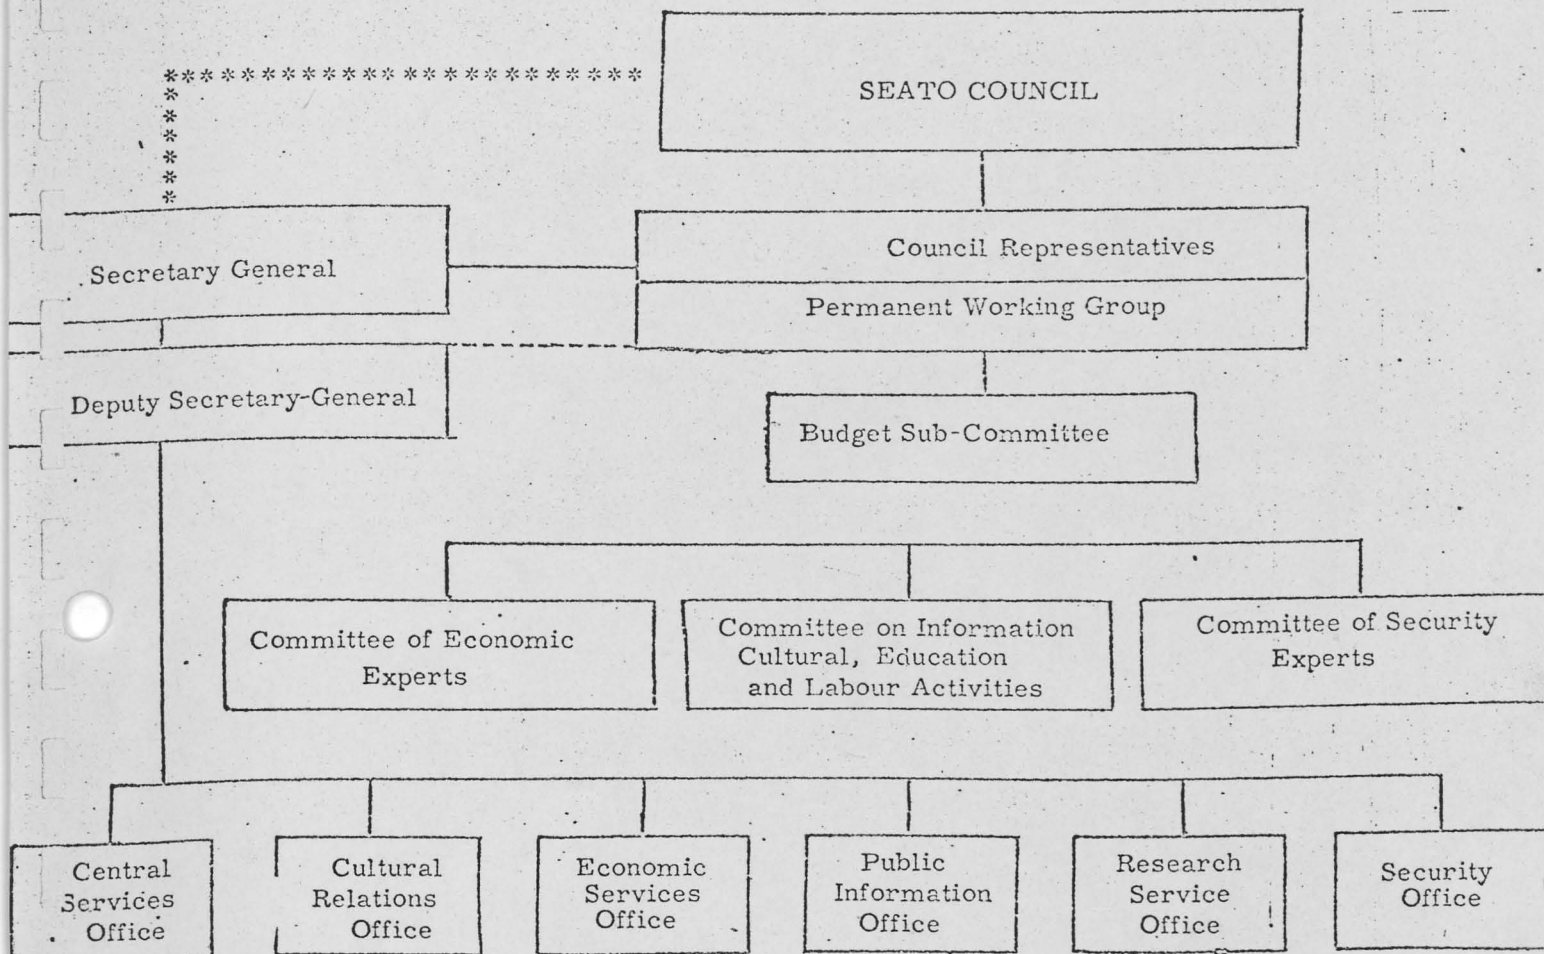 SEATO COUNCIL
Secretary General
Council Representatives
Permanent Working Group
Deputy Secretary-General
Budget Sub-Committee
Committee of Economic
Experts
Committee on Information
Cultural, Education
and Labour Activities
Committee of Security
Experts
Central
Services
Office
Cultural
Relations
Office
Economic
Services
Office
Public
Information
Office
Research
Service
Office
Security
Office